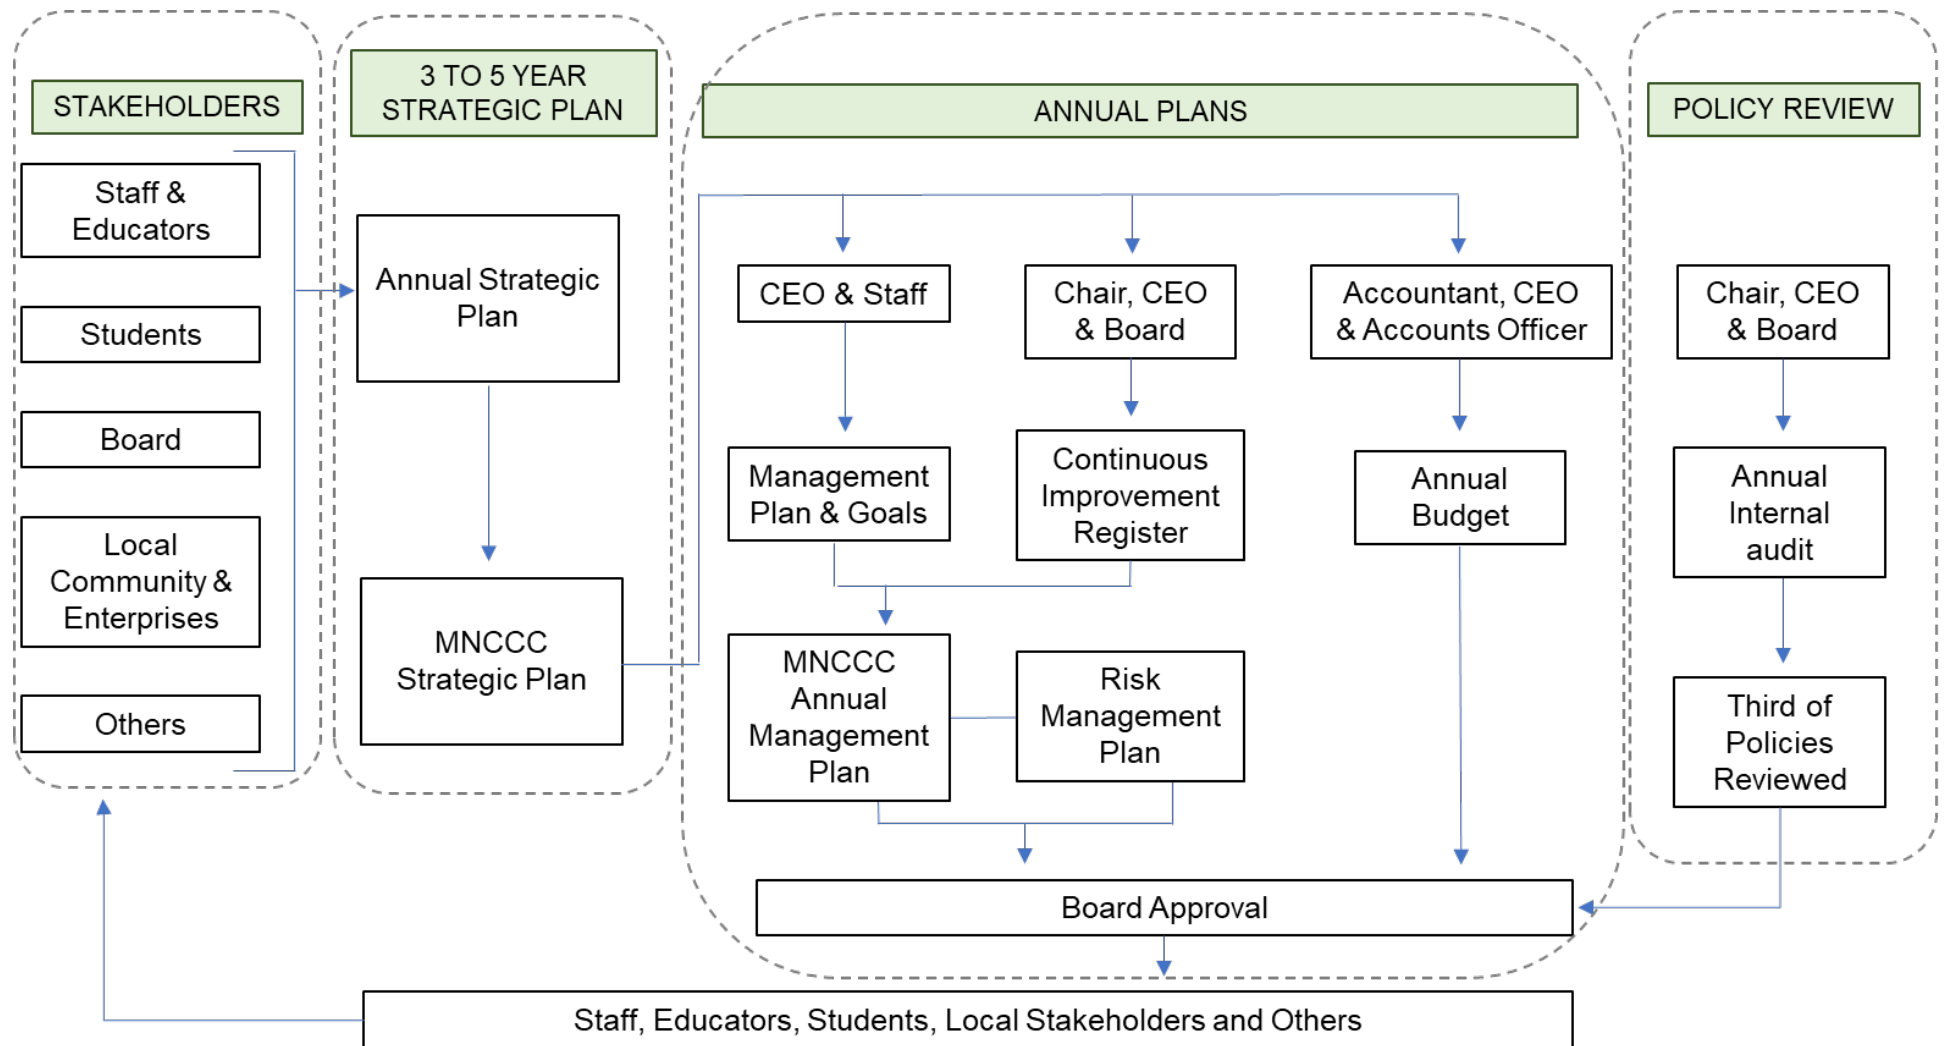 STAKEHOLDERS
Staff &
Educators
Students
Board
Local
Community &
Enterprises
Others
3 TO 5 YEAR
STRATEGIC PLAN
Annual Strategic
Plan
MNCCC
Strategic Plan
ANNUAL PLANS
CEO & Staff
Management
Plan & Goals
MNCCC
Annual
Management
Plan
Chair, CEO
& Board
Continuous
Improvement
Register
Risk
Management
Plan
Accountant, CEO
& Accounts Officer
Annual
Budget
Board Approval
POLICY REVIEW
Chair, CEO
& Board
Annual
Internal
audit
Third of
Policies
Reviewed
Staff, Educators, Students, Local Stakeholders and Others